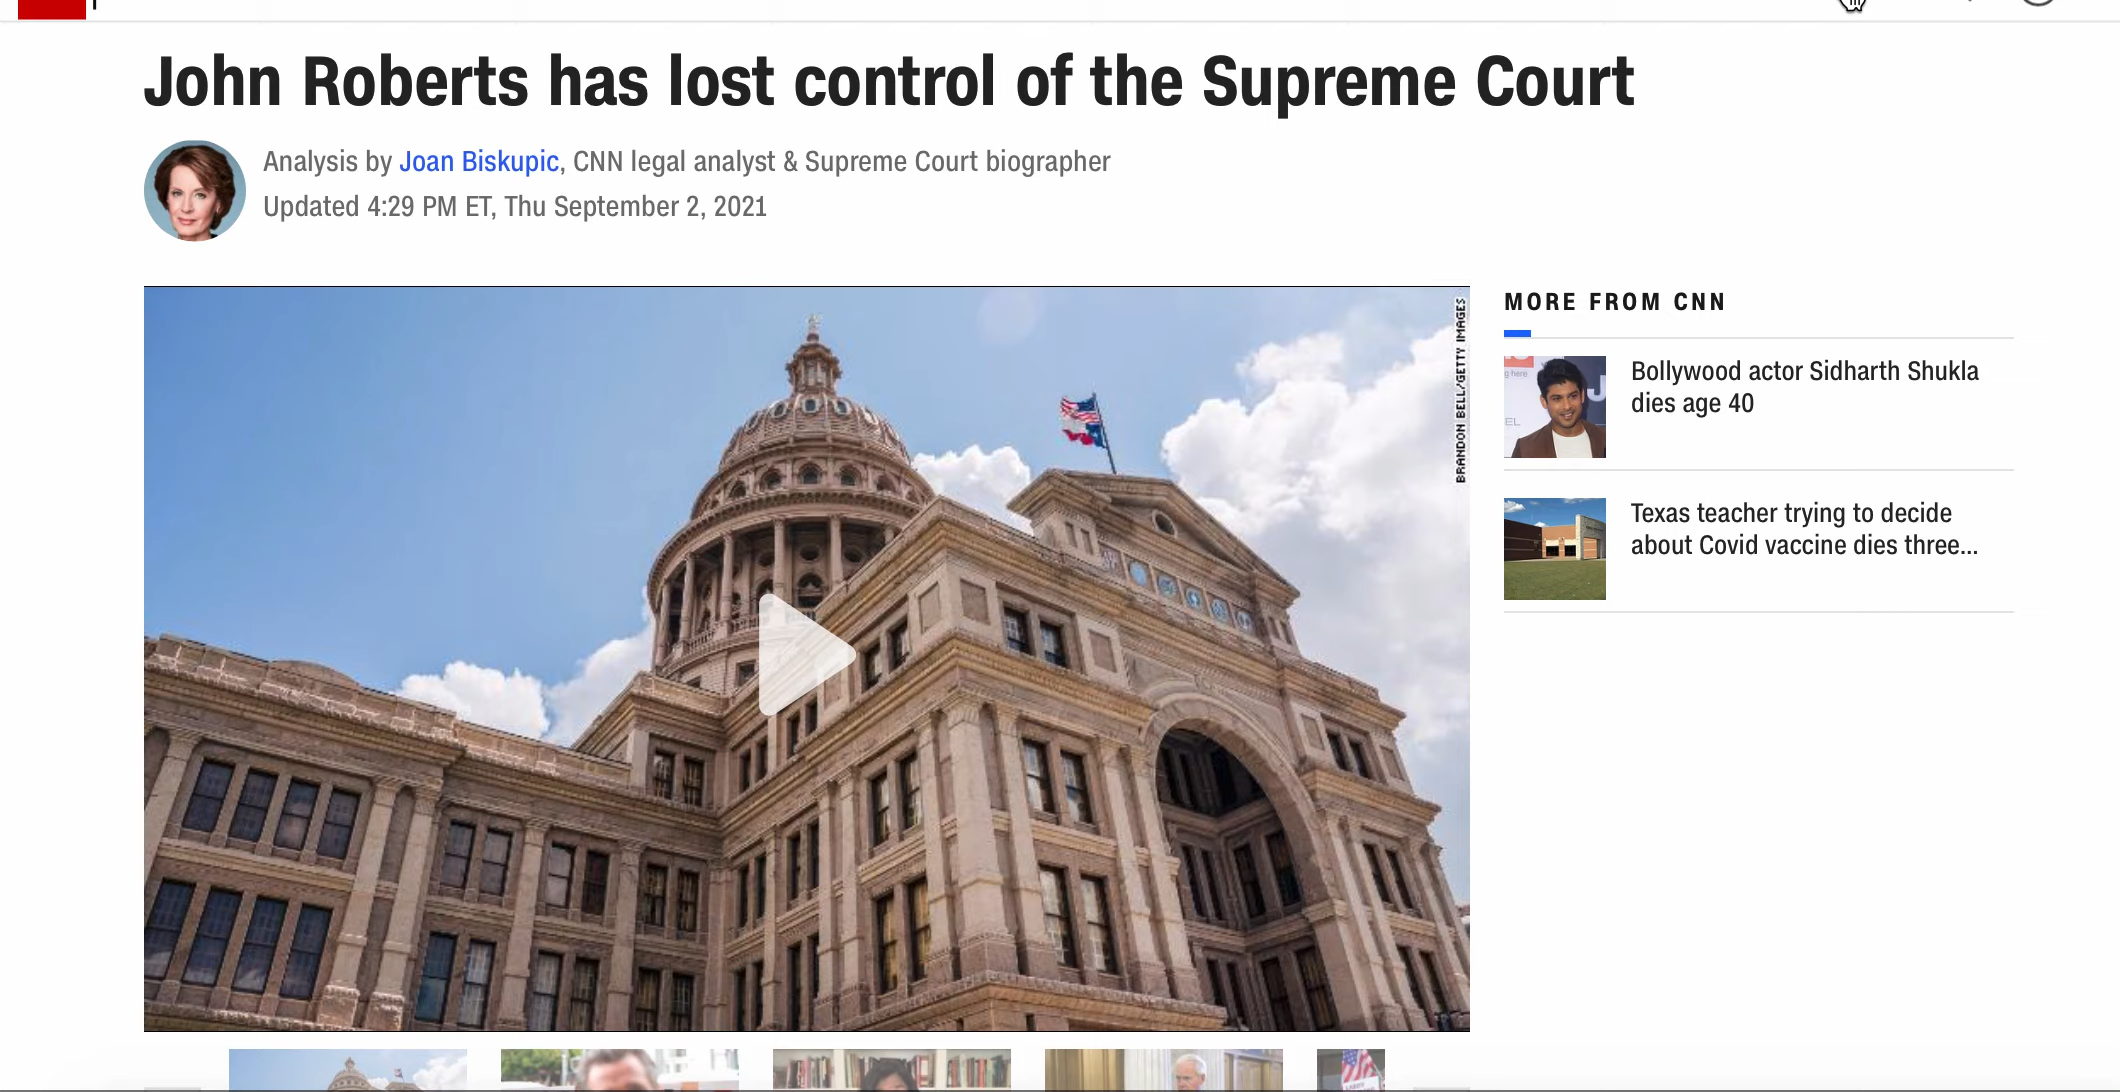 John Roberts has lost control of the Supreme Court
Analysis by Joan Biskupic, CNN legal analyst & Supreme Court biographer
Updated 4:29 PM ET, Thu September 2, 2021
BRANDON BELL/GETTY IMAGES
MORE FROM CNN
Bollywood actor Sidharth Shukla
dies age 40
Texas teacher trying to decide
about Covid vaccine dies three...